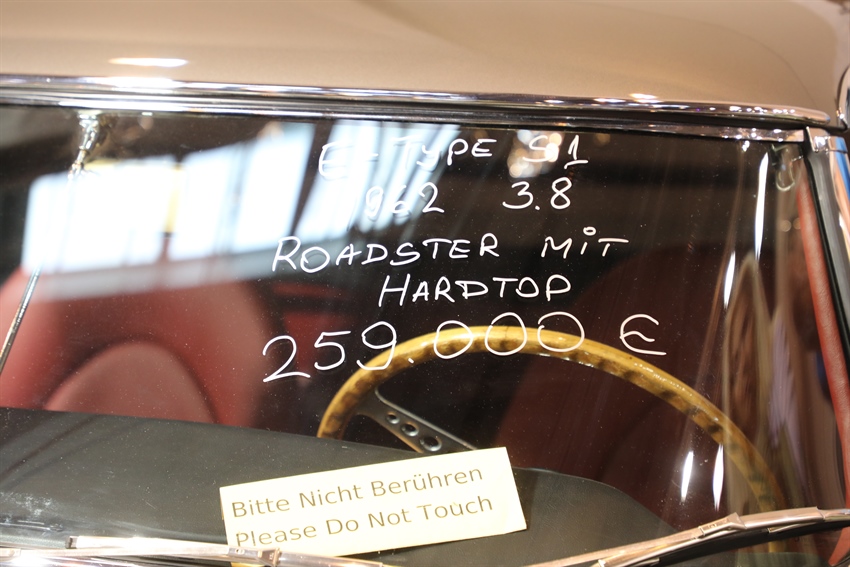 E-TYPE S1
1962 3.8
ROADSTER MIT
HARDTOP
259.000 €
Bitte Nicht Berühren
Please Do Not Touch